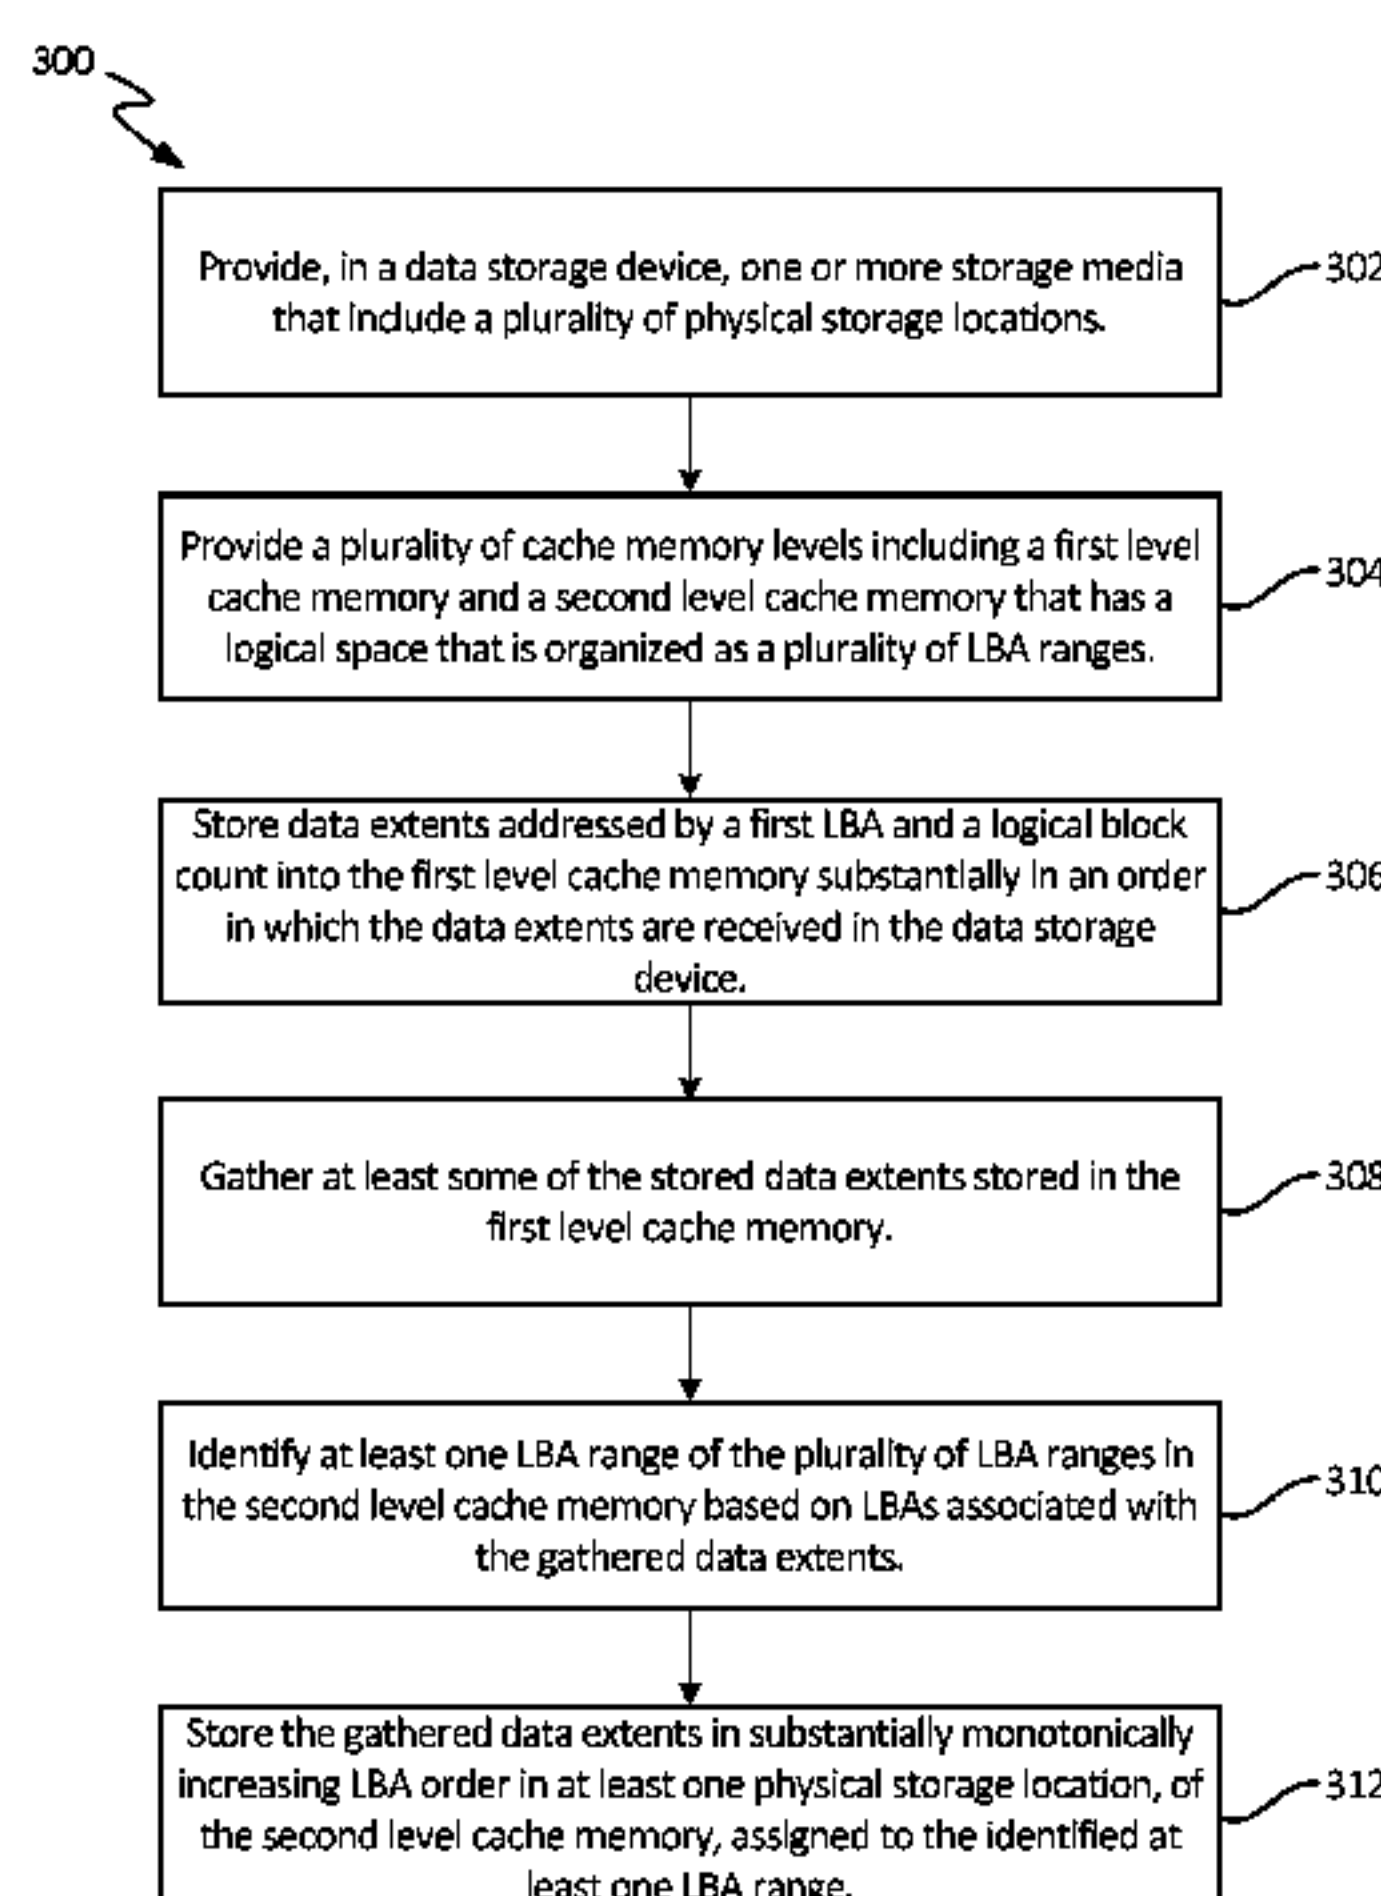 300
Provide, in a data storage device, one or more storage media
that include a plurality of physical storage locations.
302
Provide a plurality of cache memory levels including a first level
cache memory and a second level cache memory that has a
logical space that is organized as a plurality of LBA ranges.
304
Store data extents addressed by a first LBA and a logical block
count into the first level cache memory substantially in an order
in which the data extents are received in the data storage
device.
306
Gather at least some of the stored data extents stored in the
first level cache memory.
308
Identify at least one LBA range of the plurality of LBA ranges in
the second level cache memory based on LBAs associated with
the gathered data extents.
310
Store the gathered data extents in substantially monotonically
increasing LBA order in at least one physical storage location, of
the second level cache memory, assigned to the identified at
least one LBA range.
312